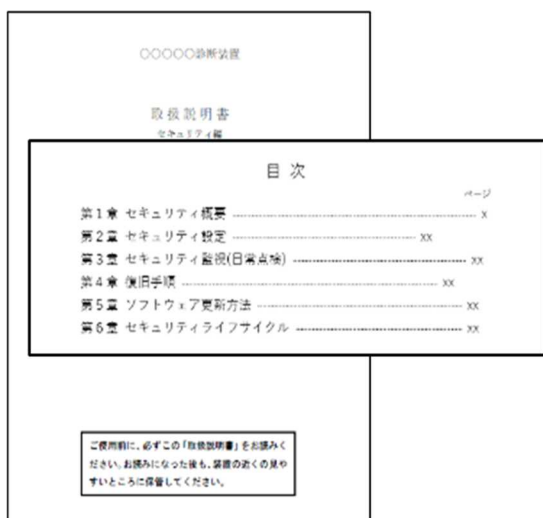 ○○○○○診断装置
取扱説明書
セキュリティ編
目 次
ページ
第1章 セキュリティ概要 ---------------------------------------- x
第2章 セキュリティ設定 ------------------------------ xx
第3章 セキュリティ監視(日常点検) ---------------------------- xx
第4章 復旧手順 ------------------------------------------ xx
第5章 ソフトウェア更新方法 ---------------------------------- xx
第6章 セキュリティライフサイクル ---------------------------- xx
ご使用前に、必ずこの「取扱説明書」をお読みく
ださい。お読みになった後も、装置の近くの見や
すいところに保管してください。